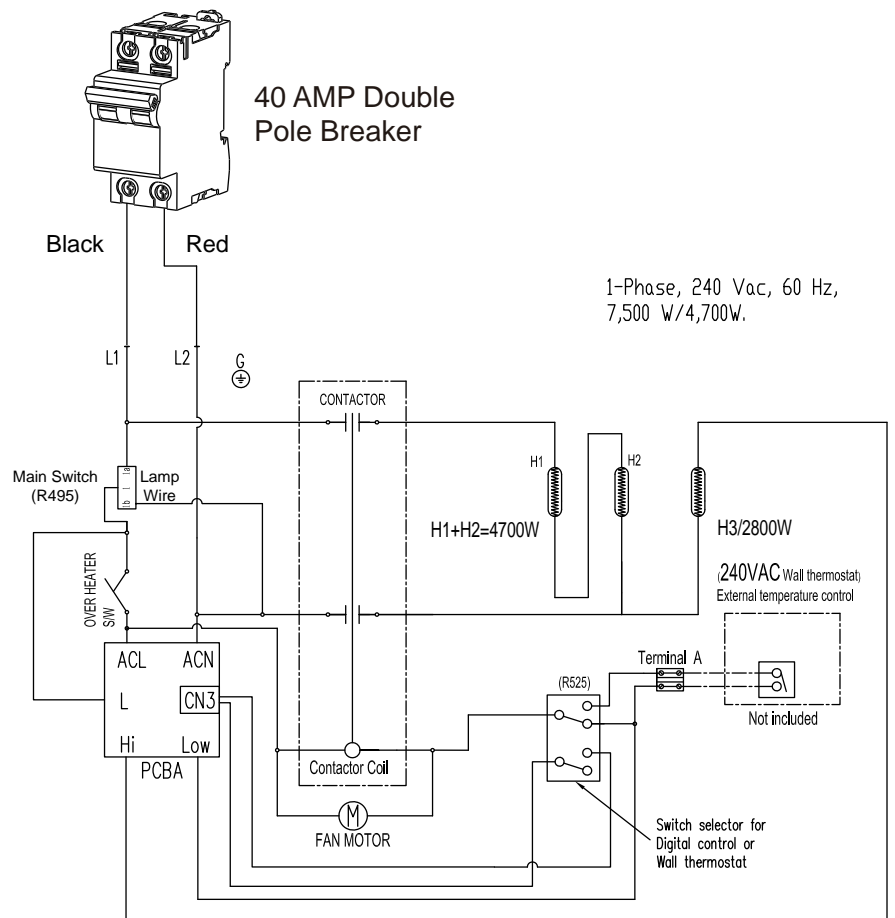 40 AMP Double
Pole Breaker
Black
Red
1-Phase, 240 Vac, 60 Hz,
7,500 W/4,700W.
L1
L2
G
CONTACTOR
Main Switch
(R495)
1a
1
1b
Lamp
Wire
H1
H2
H1+H2=4700W
H3/2800W
OVER HEATER
S/W
(240VAC Wall thermostat)
External temperature control
ACL
ACN
L
CN3
Hi
Low
PCBA
Terminal A
(R525)
Not included
Contactor Coil
M
FAN MOTOR
Switch selector for
Digital control or
Wall thermostat